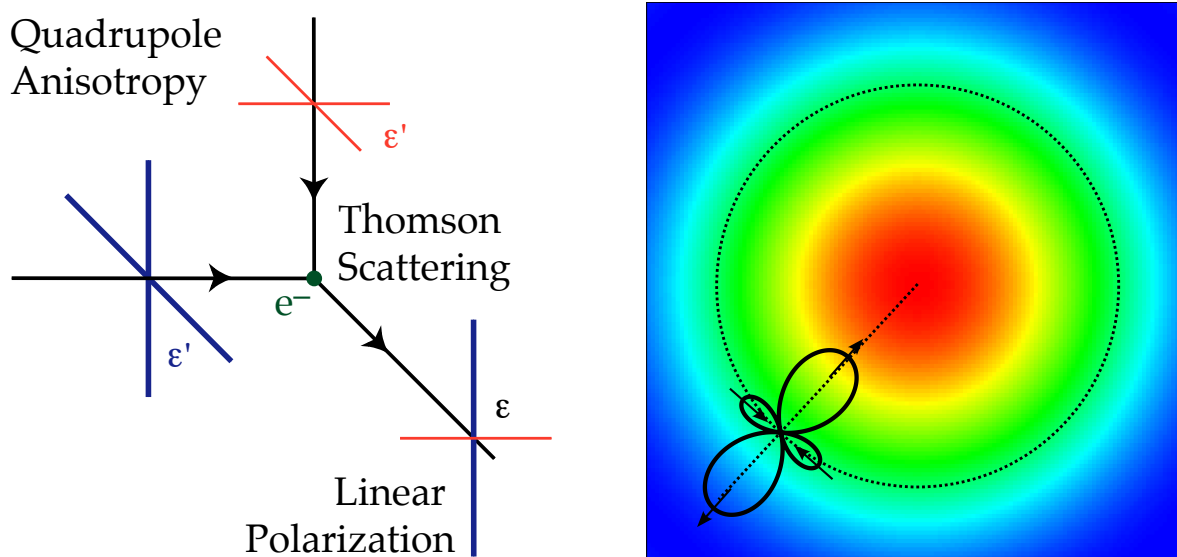 Quadrupole
Anisotropy
ε'
Thomson
Scattering
e–
ε'
ε
Linear
Polarization